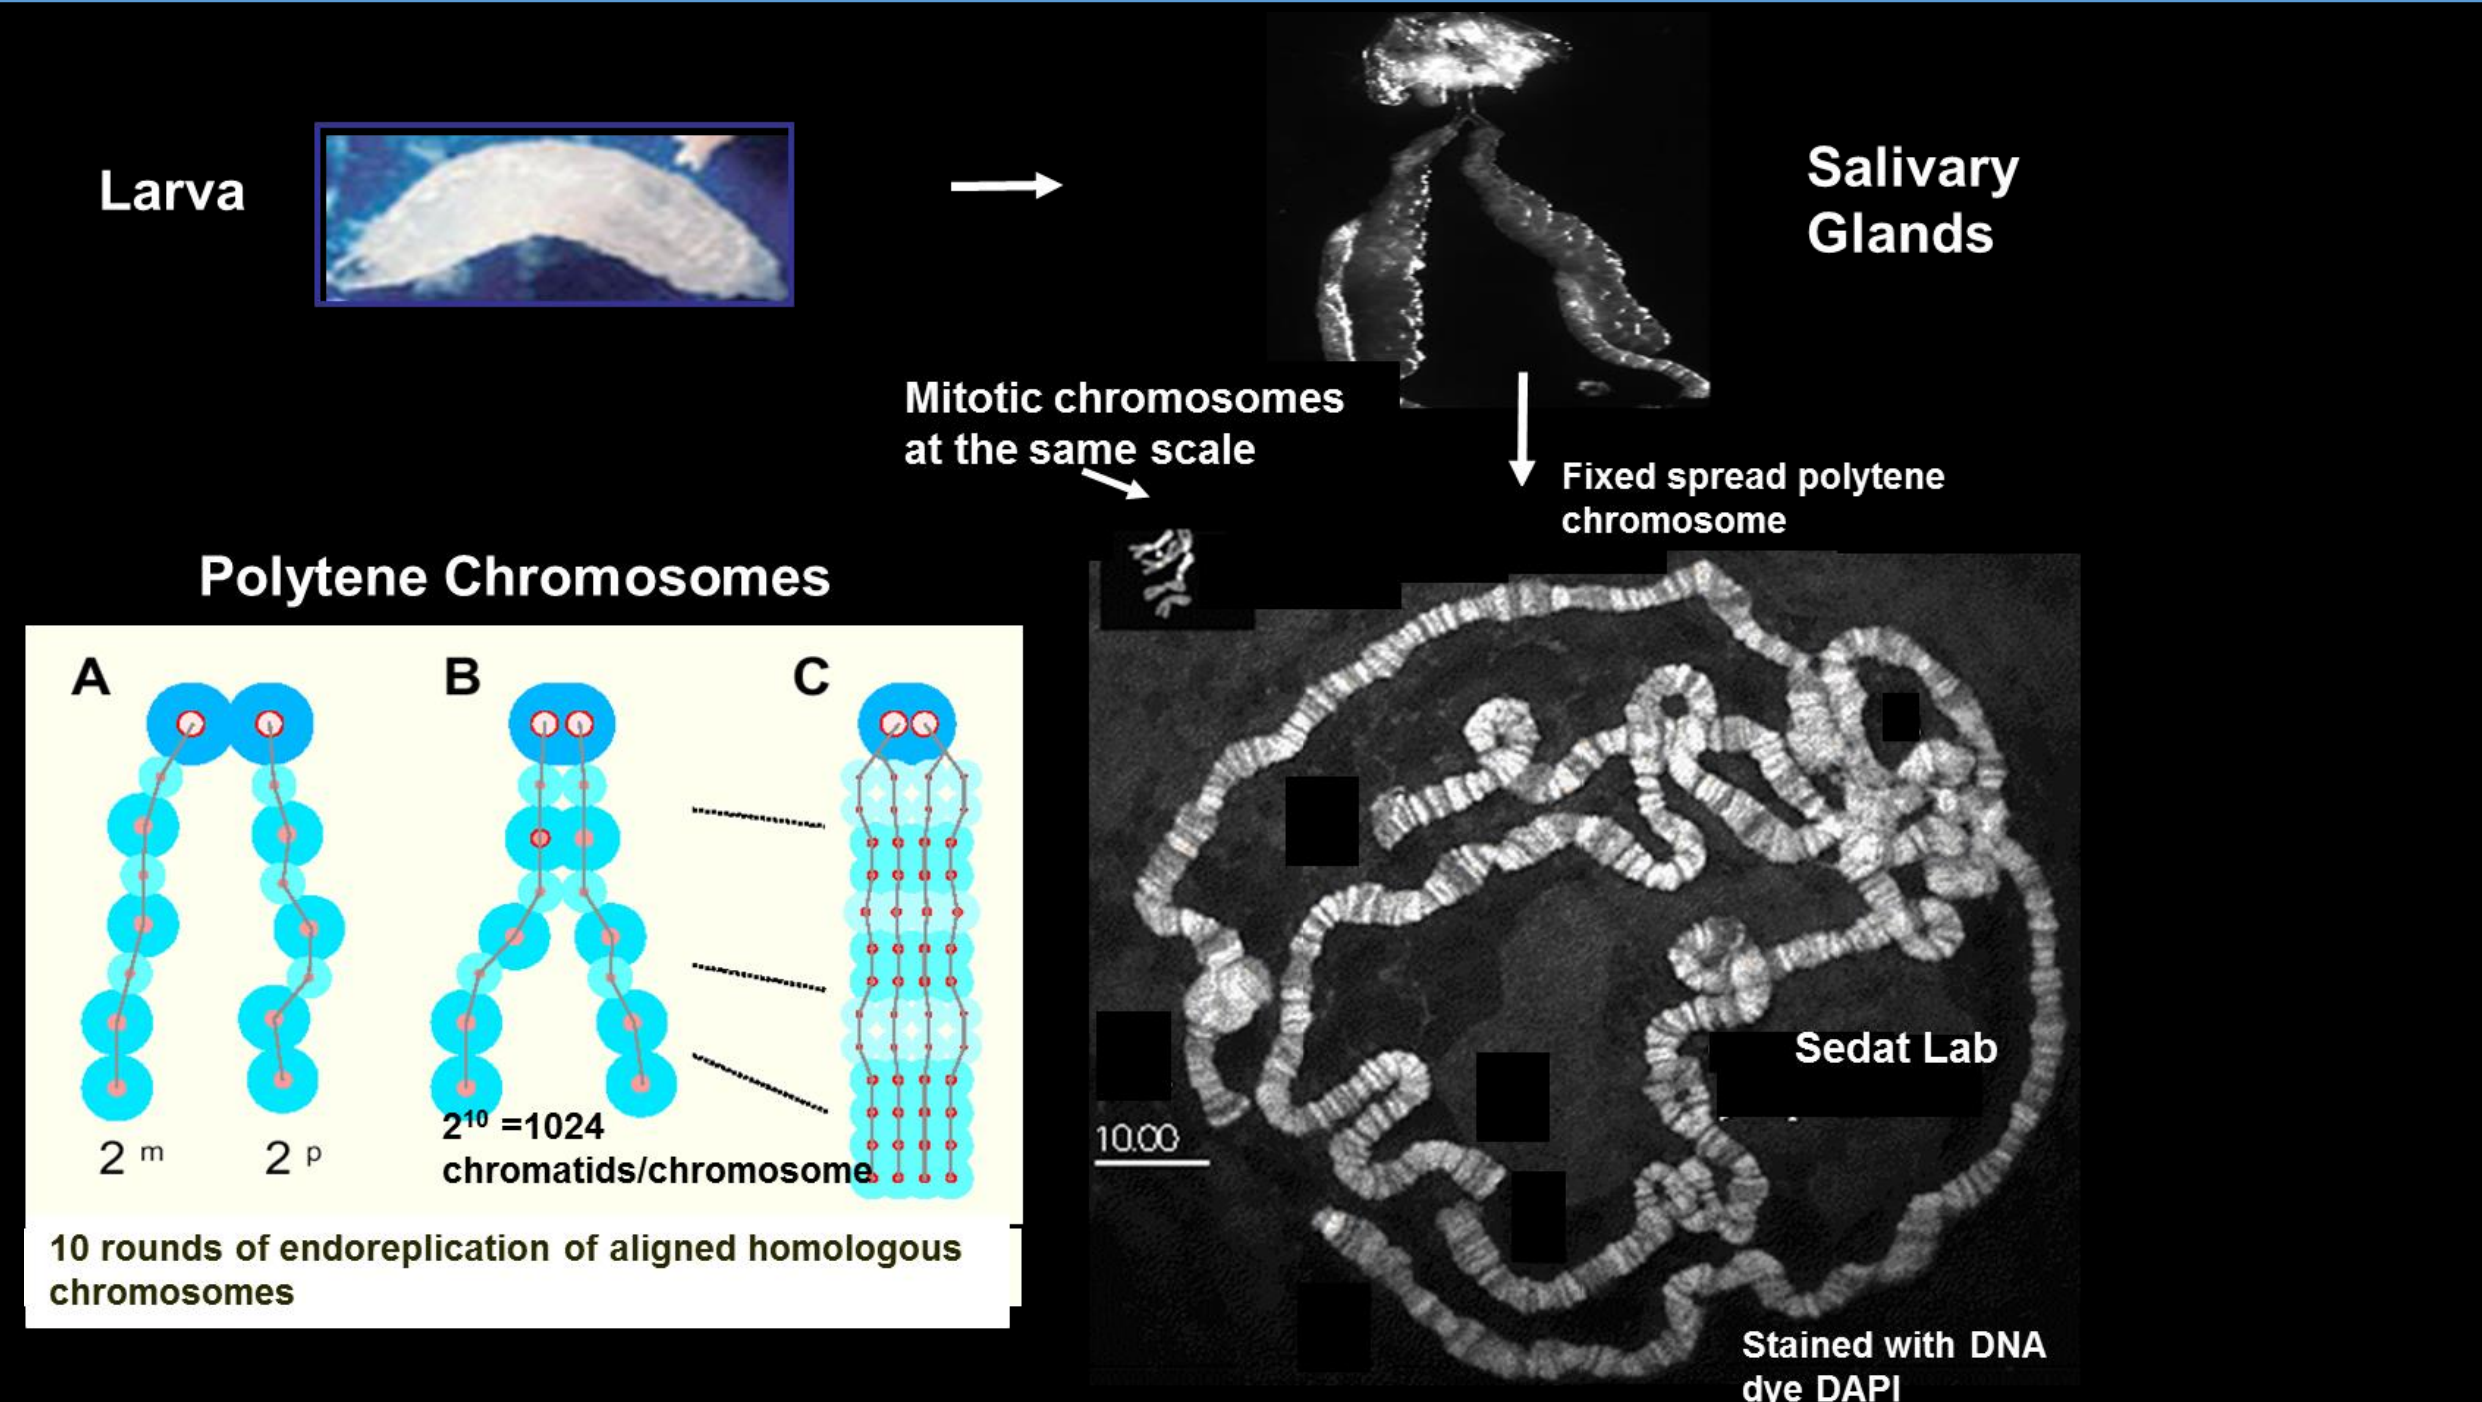 Larva
Salivary
Glands
Mitotic chromosomes
at the same scale
Fixed spread polytene
chromosome
Polytene Chromosomes
A
B
C
2 m
2 p
2¹⁰ =1024
chromatids/chromosome
10 rounds of endoreplication of aligned homologous
chromosomes
10.00
Sedat Lab
Stained with DNA
dye DAPI